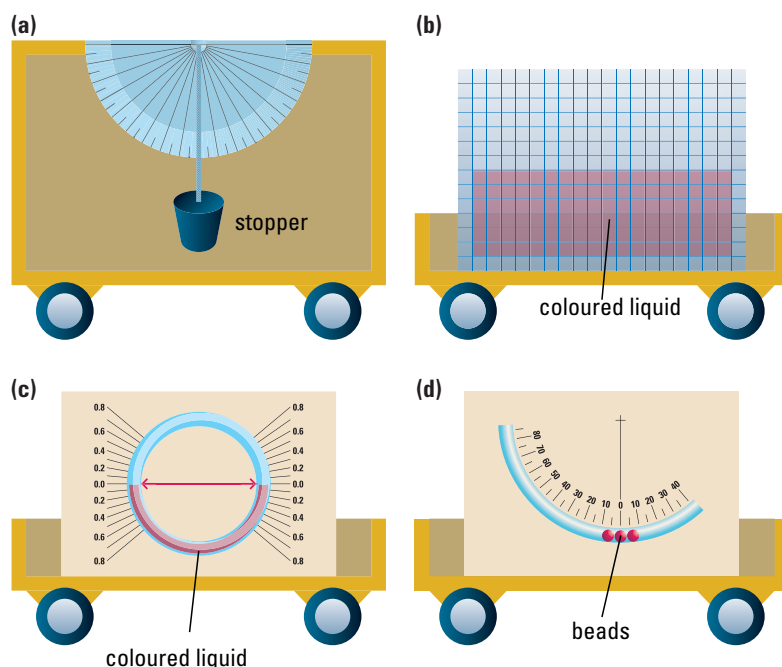 (a)
stopper
(b)
coloured liquid
(c)
0.8 0.8
0.6 0.6
0.4 0.4
0.2 0.2
0.0 0.0
0.2 0.2
0.4 0.4
0.6 0.6
0.8 0.8
coloured liquid
(d)
80 70 60 50 40 30 20 10 0 10 20 30 40
beads